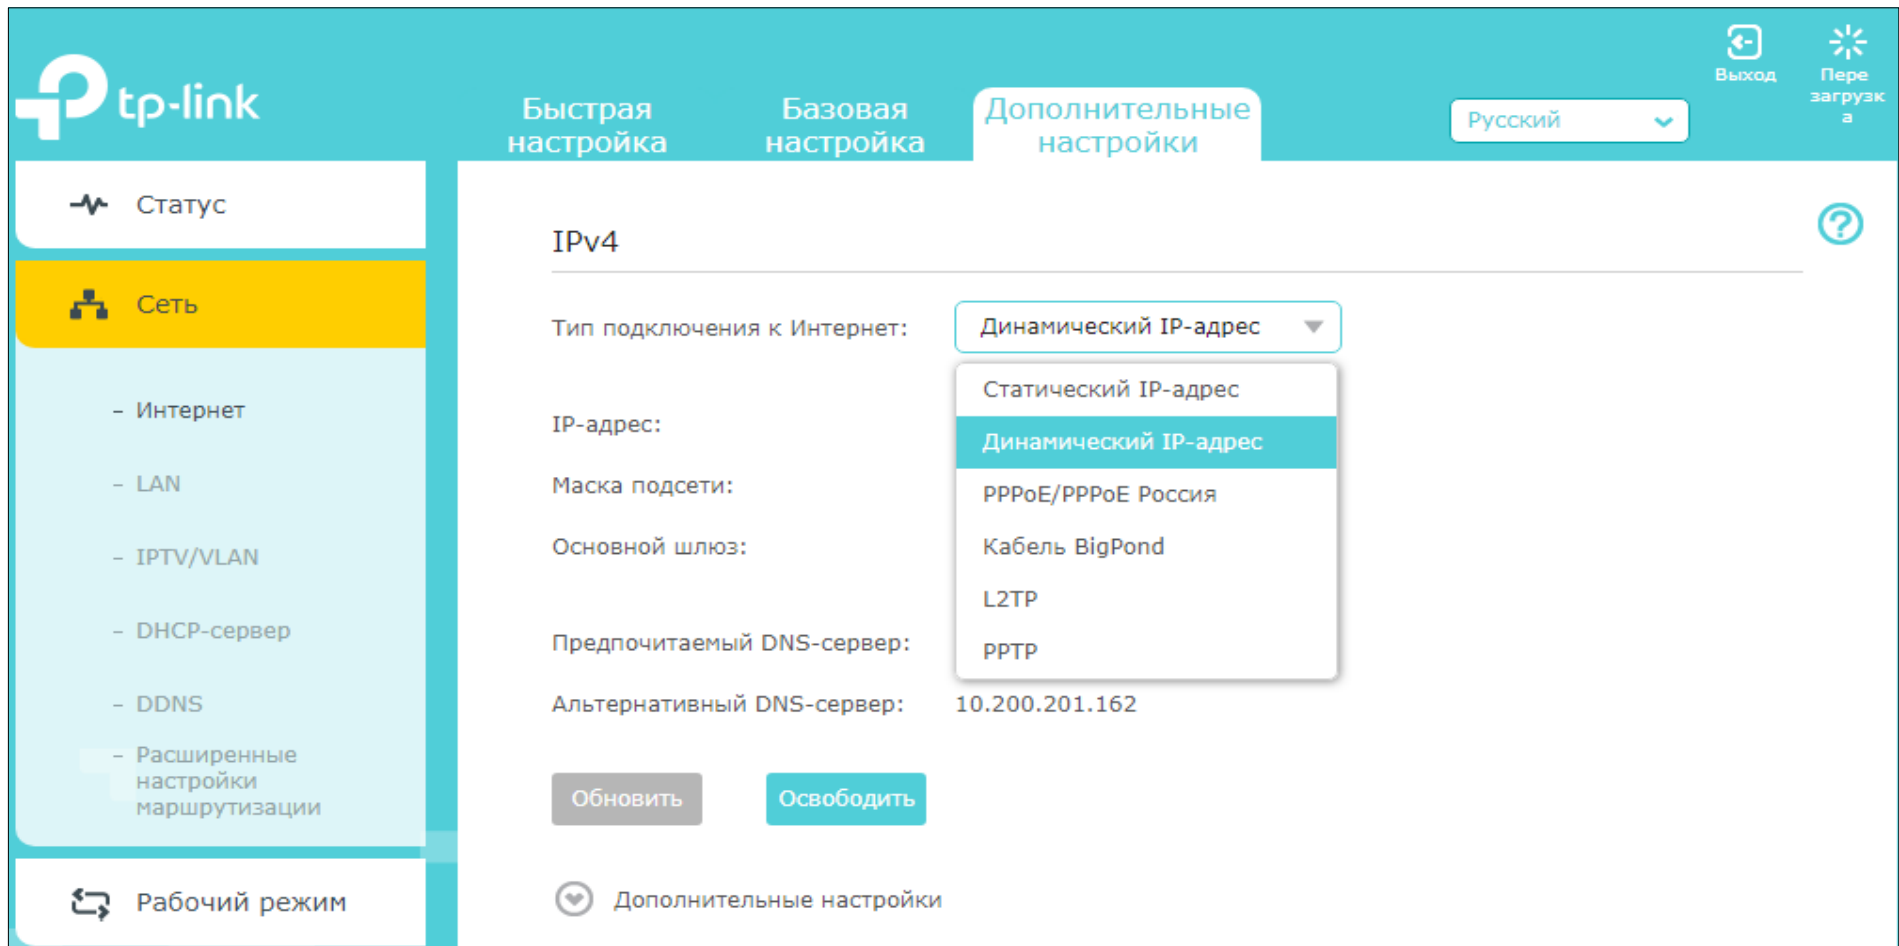 tp-link
Быстрая
настройка
Базовая
настройка
Дополнительные
настройки
Русский
Выход
Пере
загрузк
а
Статус
Сеть
- Интернет
- LAN
- IPTV/VLAN
- DHCP-сервер
- DDNS
- Расширенные
настройки
маршрутизации
Рабочий режим
IPv4
?
Тип подключения к Интернет: Динамический IP-адрес
Статический IP-адрес
Динамический IP-адрес
PPPoE/PPPoE Россия
Кабель BigPond
L2TP
PPTP
IP-адрес:
Маска подсети:
Основной шлюз:
Предпочитаемый DNS-сервер:
Альтернативный DNS-сервер: 10.200.201.162
Обновить Освободить
Дополнительные настройки